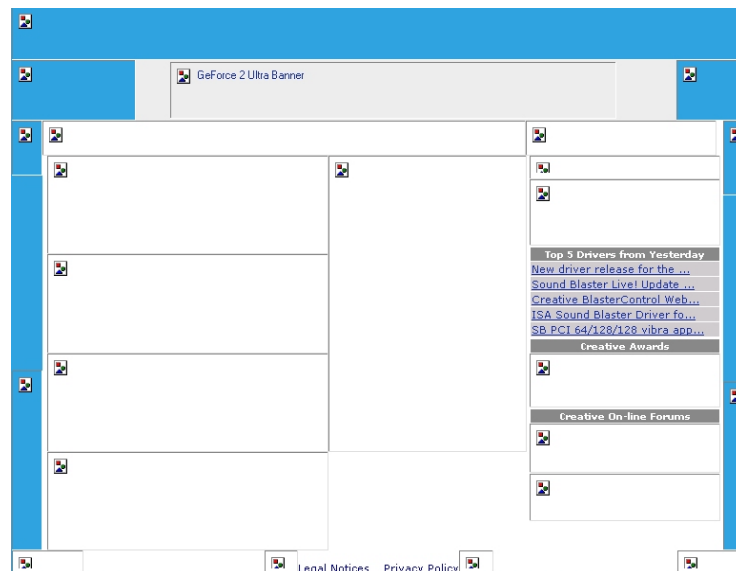 GeForce 2 Ultra Banner
Top 5 Drivers from Yesterday
New driver release for the ...
Sound Blaster Live! Update ...
Creative BlasterControl Web...
ISA Sound Blaster Driver fo...
SB PCI 64/128/128 vibra app...
Creative Awards
Creative On-line Forums
Legal Notices Privacy Policy